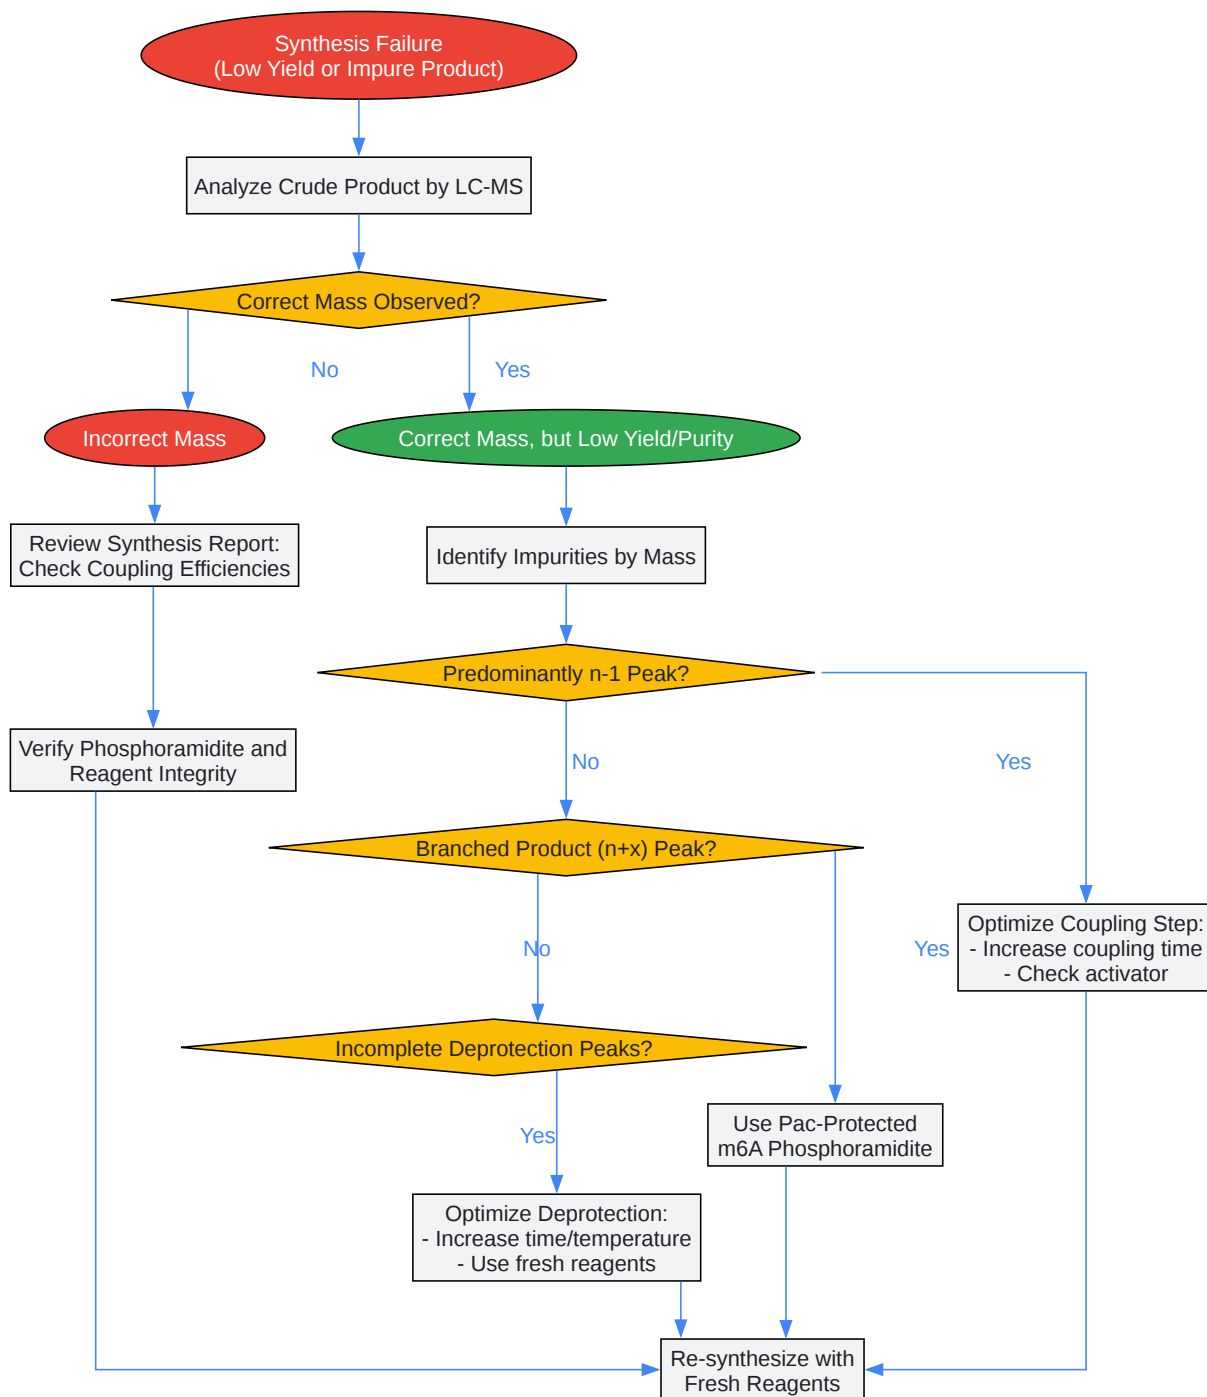 Synthesis Failure
(Low Yield or Impure Product)
Analyze Crude Product by LC-MS
Correct Mass Observed?
No
Yes
Incorrect Mass
Correct Mass, but Low Yield/Purity
Review Synthesis Report:
Check Coupling Efficiencies
Identify Impurities by Mass
Predominantly n-1 Peak?
Verify Phosphoramidite and
Reagent Integrity
No
Yes
Branched Product (n+x) Peak?
Optimize Coupling Step:
- Increase coupling time
- Check activator
No
Yes
Incomplete Deprotection Peaks?
Use Pac-Protected
m6A Phosphoramidite
Yes
Optimize Deprotection:
- Increase time/temperature
- Use fresh reagents
Re-synthesize with
Fresh Reagents